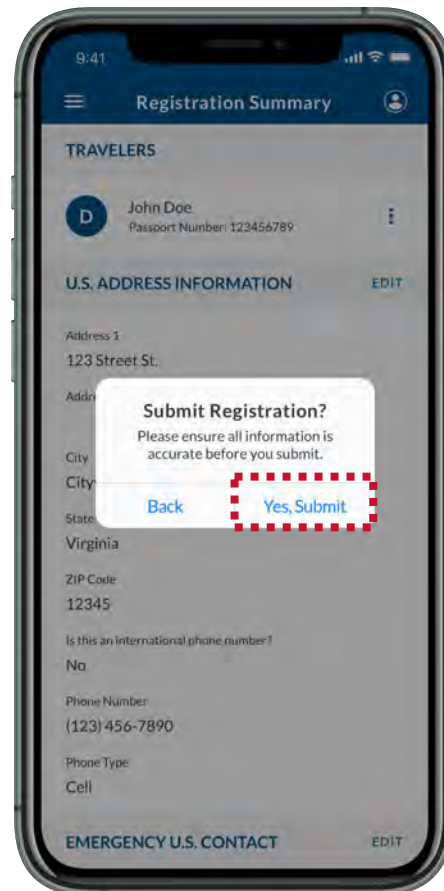 9:41
Registration Summary
TRAVELERS
D
John Doe
Passport Number: 123456789
U.S. ADDRESS INFORMATION EDIT
Address 1
123 Street St.
Submit Registration?
Please ensure all information is
accurate before you submit.
City
Back Yes, Submit
State
Virginia
ZIP Code
12345
Is this an international phone number?
No
Phone Number
(123) 456-7890
Phone Type
Cell
EMERGENCY U.S. CONTACT EDIT